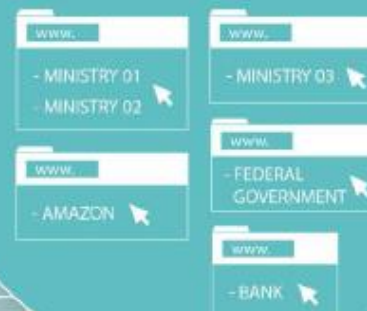 www.
- MINISTRY 01
- MINISTRY 02
www.
- AMAZON
www.
- MINISTRY 03
www.
- FEDERAL
GOVERNMENT
www.
- BANK